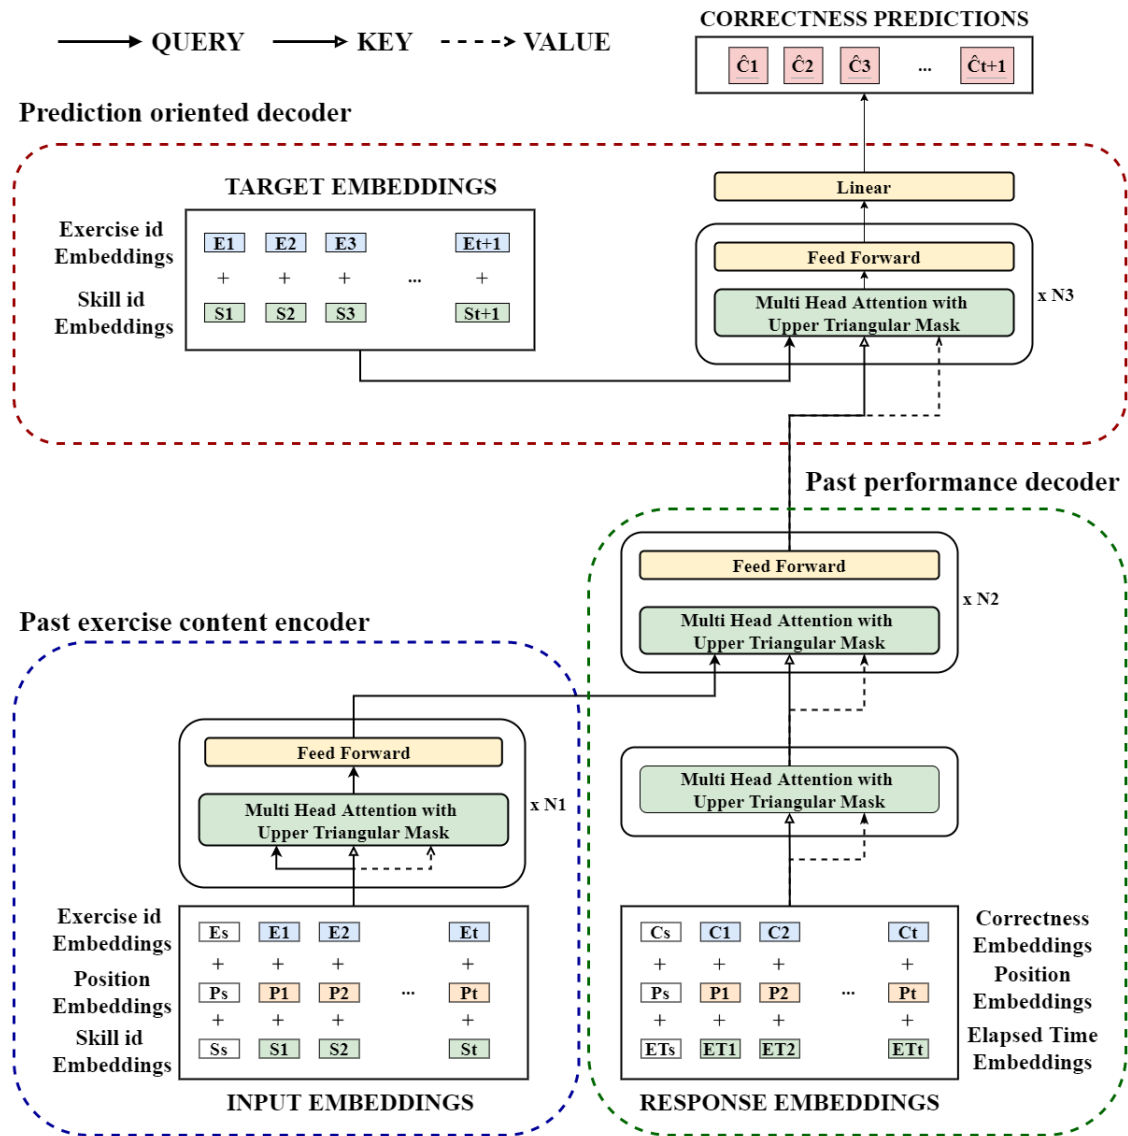 CORRECTNESS PREDICTIONS
QUERY KEY VALUE
Ĉ1 Ĉ2 Ĉ3 ... Ĉt+1
Prediction oriented decoder
TARGET EMBEDDINGS
Linear
Exercise id
Embeddings
E1 E2 E3 Et+1
Feed Forward
+ + + ... +
Skill id
Embeddings
S1 S2 S3 St+1
Multi Head Attention with
Upper Triangular Mask
x N3
Past performance decoder
Feed Forward
x N2
Multi Head Attention with
Upper Triangular Mask
Past exercise content encoder
Feed Forward
Multi Head Attention with
Upper Triangular Mask
x N1
Multi Head Attention with
Upper Triangular Mask
Exercise id
Embeddings
Es E1 E2 Et
+ + + +
Position
Embeddings
Ps P1 P2 ... Pt
+ + + +
Skill id
Embeddings
Ss S1 S2 St
INPUT EMBEDDINGS
Cs C1 C2 Ct
Correctness
Embeddings
+ + + +
Ps P1 P2 ... Pt
Position
Embeddings
+ + + +
ETs ET1 ET2 ETt
Elapsed Time
Embeddings
RESPONSE EMBEDDINGS